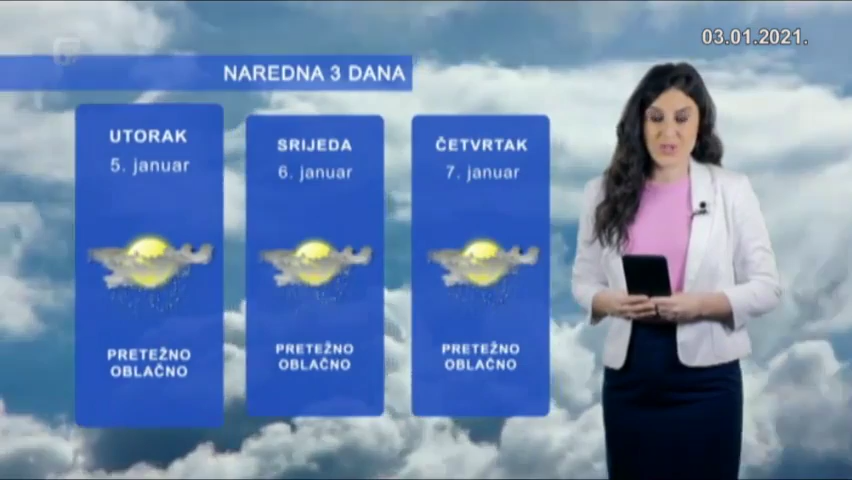 03.01.2021.
NAREDNA 3 DANA
UTORAK
5. januar
PRETEŽNO
OBLAČNO
SRIJEDA
6. januar
PRETEŽNO
OBLAČNO
ČETVRTAK
7. januar
PRETEŽNO
OBLAČNO